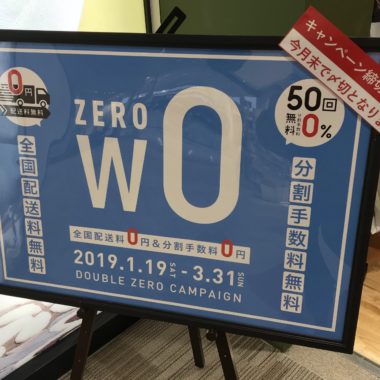 キャンペーン締切
今月末で〆切となりま
0円
配送料無料
ZERO
W0
50回
分割手数料
無料
0%
全国配送料無料
分割手数料無料
全国配送料0円&分割手数料0円
2019.1.19 SAT - 3.31 SUN
DOUBLE ZERO CAMPAIGN